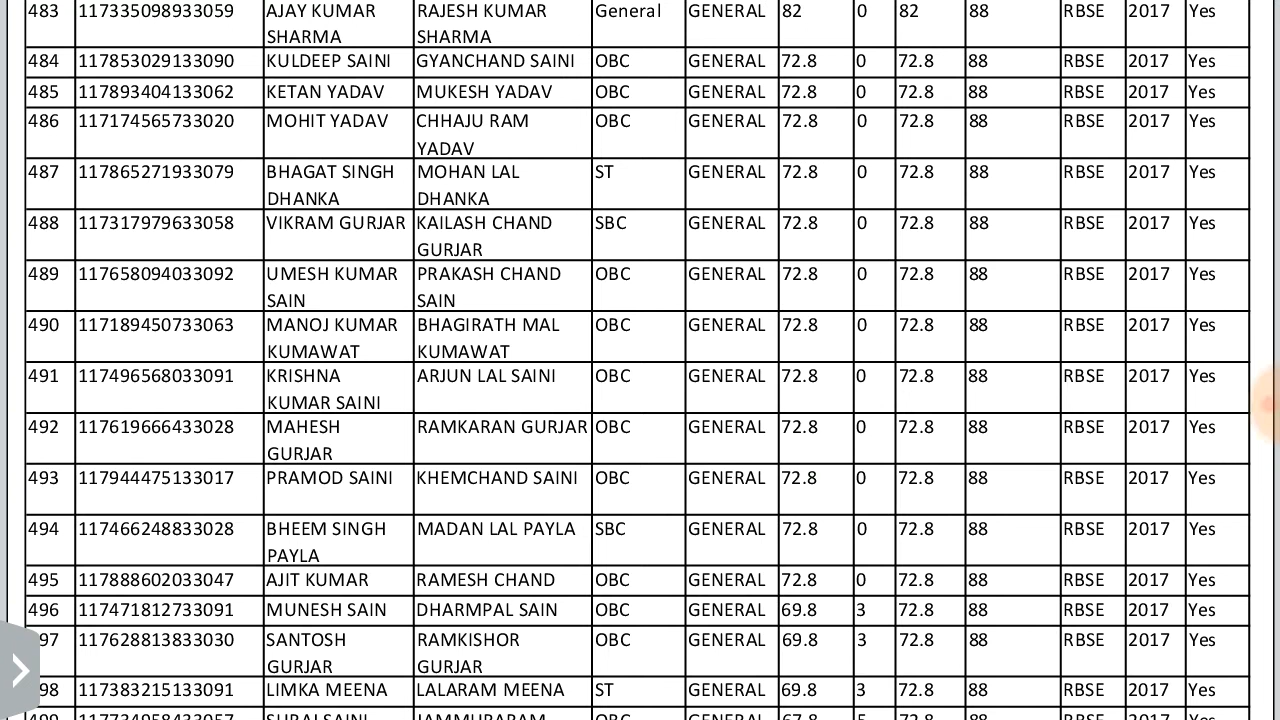 483 117335098933059 AJAY KUMAR RAJESH KUMAR General GENERAL 82 0 82 88 RBSE 2017 Yes
SHARMA SHARMA
484 117853029133090 KULDEEP SAINI GYANCHAND SAINI OBC GENERAL 72.8 0 72.8 88 RBSE 2017 Yes
485 117893404133062 KETAN YADAV MUKESH YADAV OBC GENERAL 72.8 0 72.8 88 RBSE 2017 Yes
486 117174565733020 MOHIT YADAV CHHAJU RAM OBC GENERAL 72.8 0 72.8 88 RBSE 2017 Yes
YADAV
487 117865271933079 BHAGAT SINGH MOHAN LAL ST GENERAL 72.8 0 72.8 88 RBSE 2017 Yes
DHANKA DHANKA
488 117317979633058 VIKRAM GURJAR KAILASH CHAND SBC GENERAL 72.8 0 72.8 88 RBSE 2017 Yes
GURJAR
489 117658094033092 UMESH KUMAR PRAKASH CHAND OBC GENERAL 72.8 0 72.8 88 RBSE 2017 Yes
SAIN SAIN
490 117189450733063 MANOJ KUMAR BHAGIRATH MAL OBC GENERAL 72.8 0 72.8 88 RBSE 2017 Yes
KUMAWAT KUMAWAT
491 117496568033091 KRISHNA ARJUN LAL SAINI OBC GENERAL 72.8 0 72.8 88 RBSE 2017 Yes
KUMAR SAINI
492 117619666433028 MAHESH RAMKARAN GURJAR OBC GENERAL 72.8 0 72.8 88 RBSE 2017 Yes
GURJAR
493 117944475133017 PRAMOD SAINI KHEMCHAND SAINI OBC GENERAL 72.8 0 72.8 88 RBSE 2017 Yes
494 117466248833028 BHEEM SINGH MADAN LAL PAYLA SBC GENERAL 72.8 0 72.8 88 RBSE 2017 Yes
PAYLA
495 117888602033047 AJIT KUMAR RAMESH CHAND OBC GENERAL 72.8 0 72.8 88 RBSE 2017 Yes
496 117471812733091 MUNESH SAIN DHARMPAL SAIN OBC GENERAL 69.8 3 72.8 88 RBSE 2017 Yes
97 117628813833030 SANTOSH RAMKISHOR OBC GENERAL 69.8 3 72.8 88 RBSE 2017 Yes
GURJAR GURJAR
98 117383215133091 LIMKA MEENA LALARAM MEENA ST GENERAL 69.8 3 72.8 88 RBSE 2017 Yes